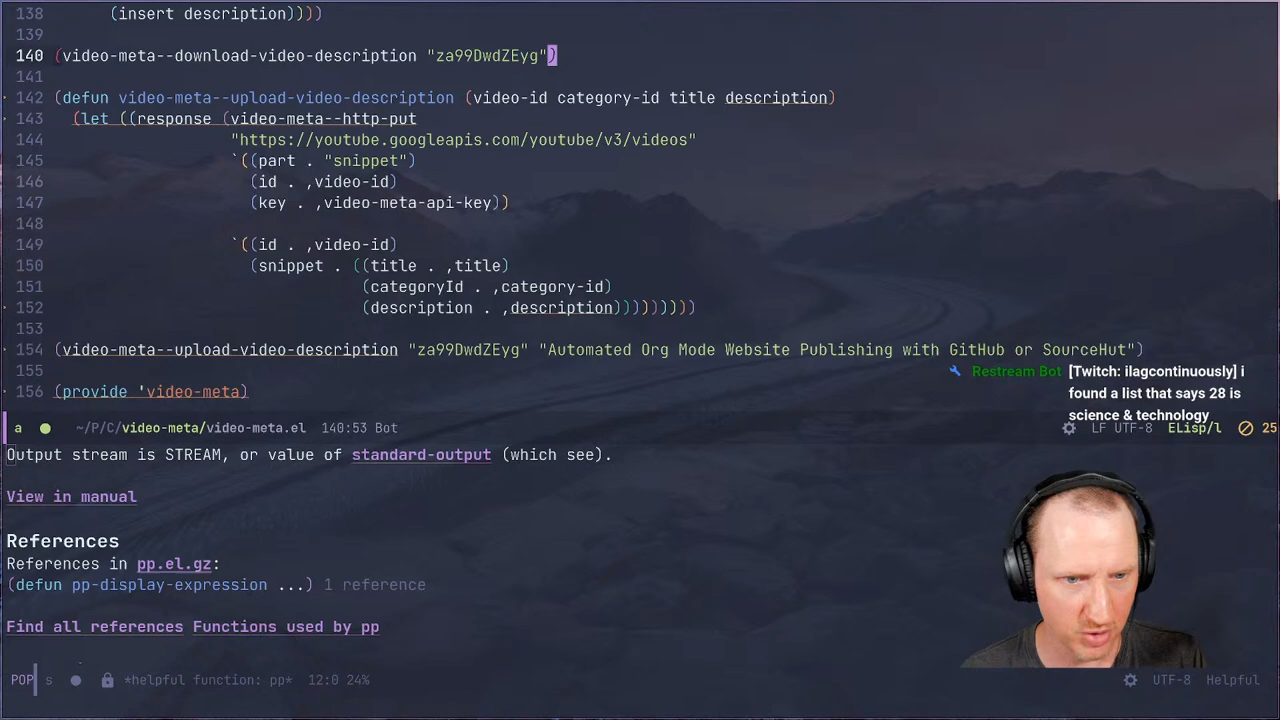 138 (insert description))))
139
140 (video-meta--download-video-description "za99DwdZEyg")
141
142 (defun video-meta--upload-video-description (video-id category-id title description)
143 (let ((response (video-meta--http-put
144 "https://youtube.googleapis.com/youtube/v3/videos"
145 `((part . "snippet")
146 (id . ,video-id)
147 (key . ,video-meta-api-key))
148
149 `((id . ,video-id)
150 (snippet . ((title . ,title)
151 (categoryId . ,category-id)
152 (description . ,description)))))))))
153
154 (video-meta--upload-video-description "za99DwdZEyg" "Automated Org Mode Website Publishing with GitHub or SourceHut")
155
Restream Bot [Twitch: ilagcontinuously] i
found a list that says 28 is
science & technology
156 (provide 'video-meta)
a ~/P/C/video-meta/video-meta.el 140:53 Bot LF UTF-8 ELisp/l 25
Output stream is STREAM, or value of standard-output (which see).
View in manual
References
References in pp.el.gz:
(defun pp-display-expression ...) 1 reference
Find all references Functions used by pp
POP s *helpful function: pp* 12:0 24% UTF-8 Helpful